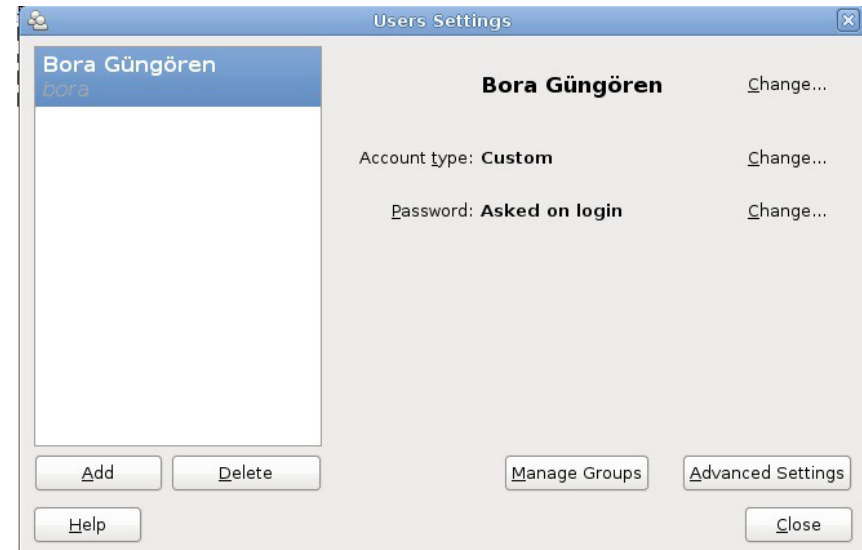 Users Settings
Bora Güngören
bora
Bora Güngören Change...
Account type: Custom Change...
Password: Asked on login Change...
Add Delete Manage Groups Advanced Settings
Help Close